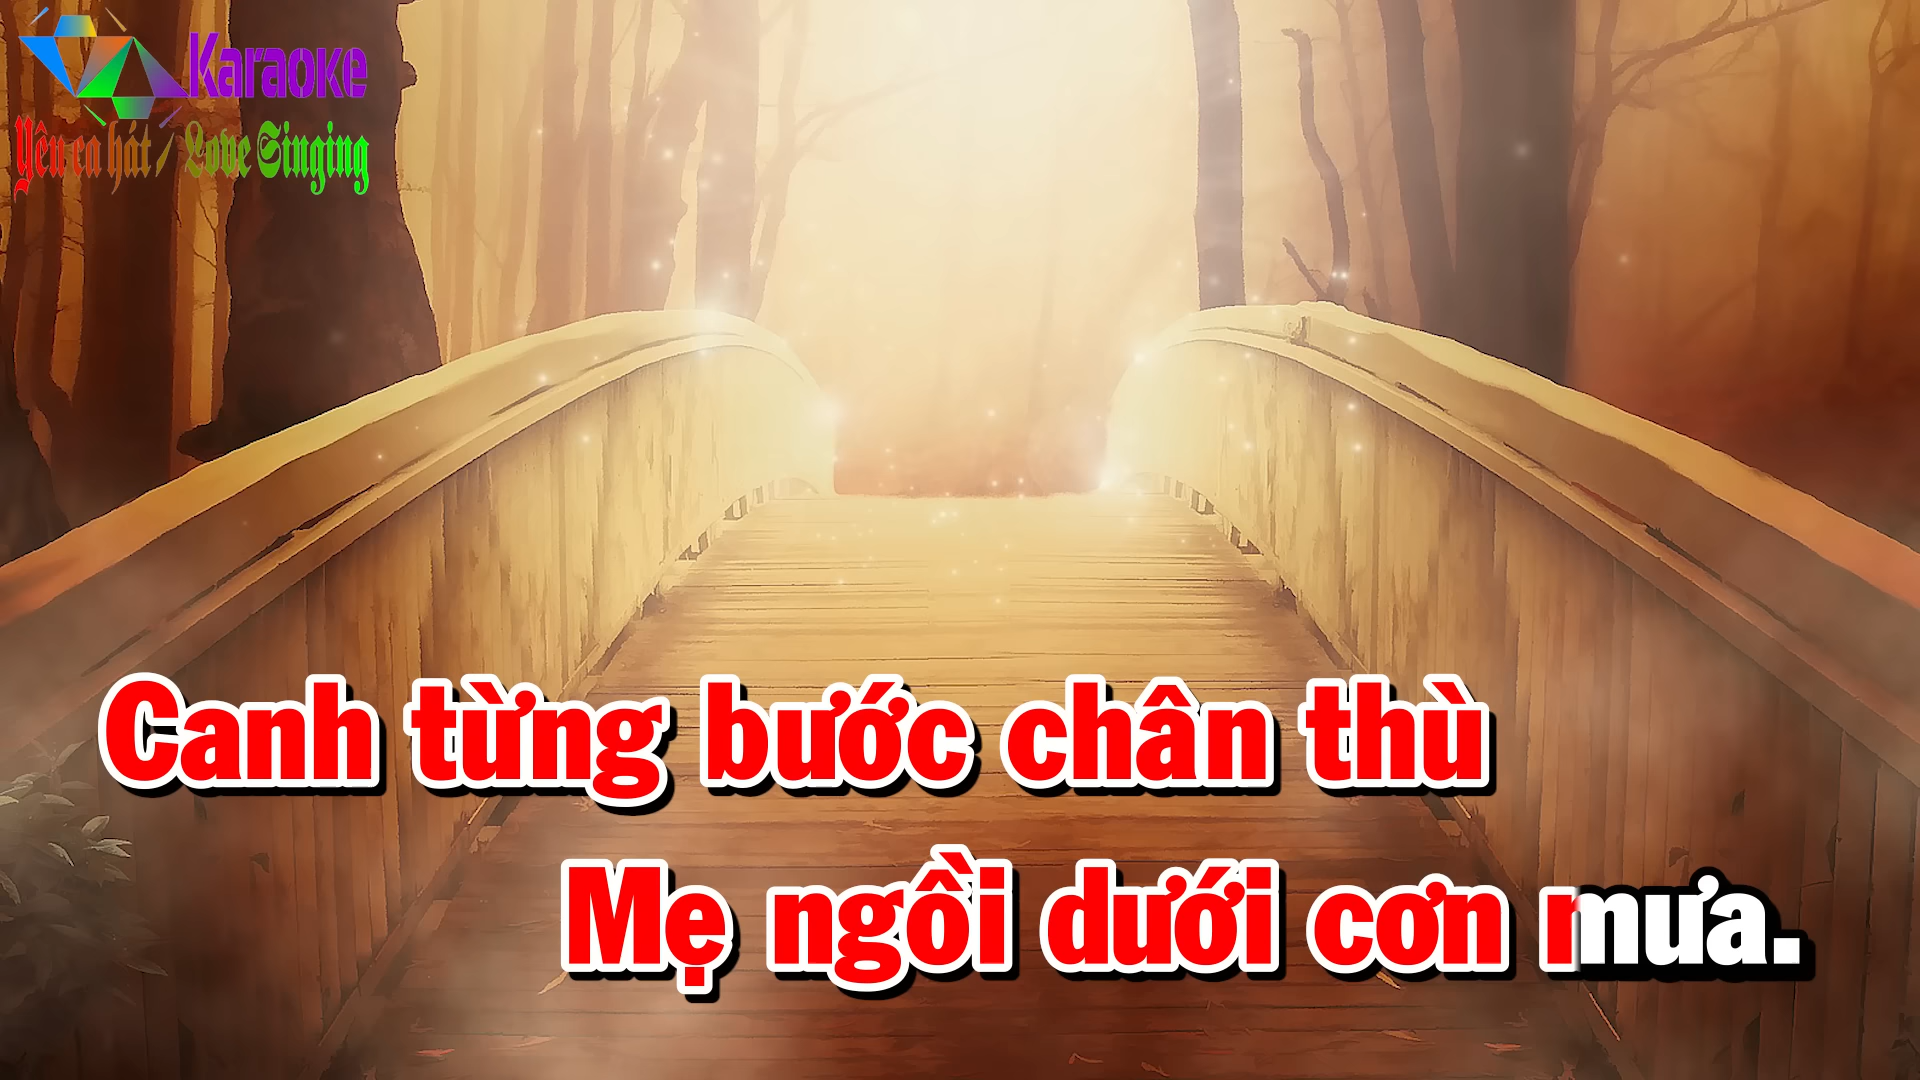 Karaoke
Yêu ca hát / Love Singing
Canh từng bước chân thù
Mẹ ngồi dưới cơn mưa.